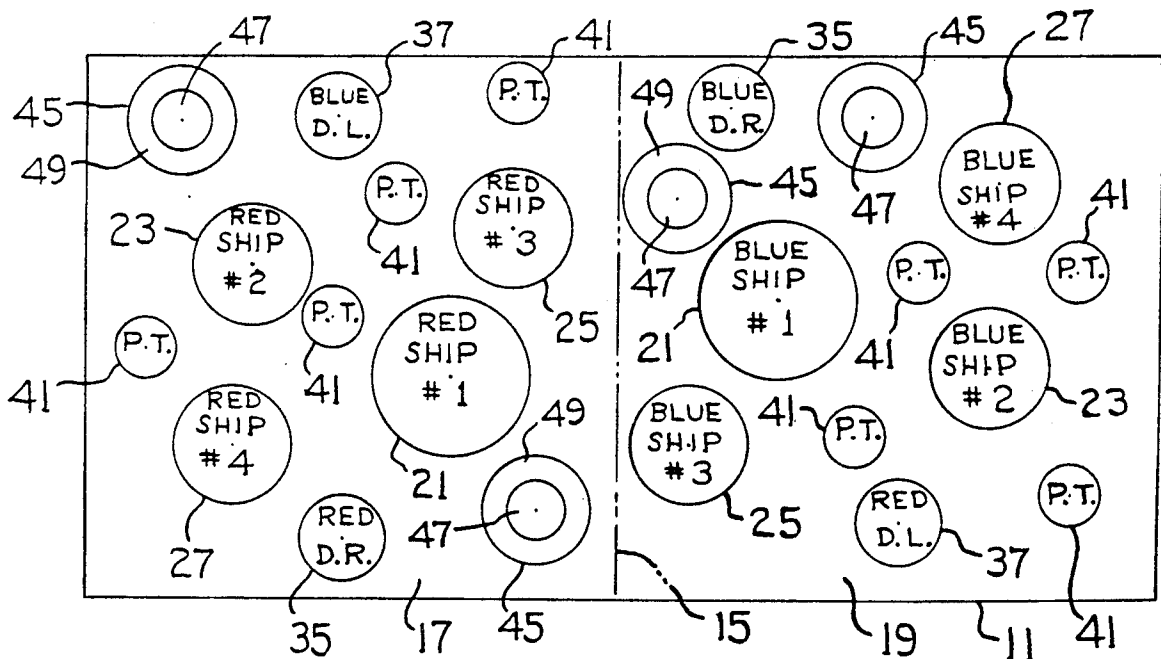 47
37
41
35
45
27
45
49
BLUE
D.L.
P.T.
BLUE
D.R.
49
45
47
BLUE
SHIP
#4
41
P.T.
41
RED
SHIP
#3
25
23
RED
SHIP
#2
47
BLUE
SHIP
#1
21
P.T.
41
P.T.
P.T.
41
P.T.
41
RED
SHIP
#1
21
BLUE
SHIP
#2
23
RED
SHIP
#4
27
49
47
45
BLUE
SHIP
#3
25
41
P.T.
RED
D.R.
35
17
15
RED
D.L.
37
19
11
P.T.
41